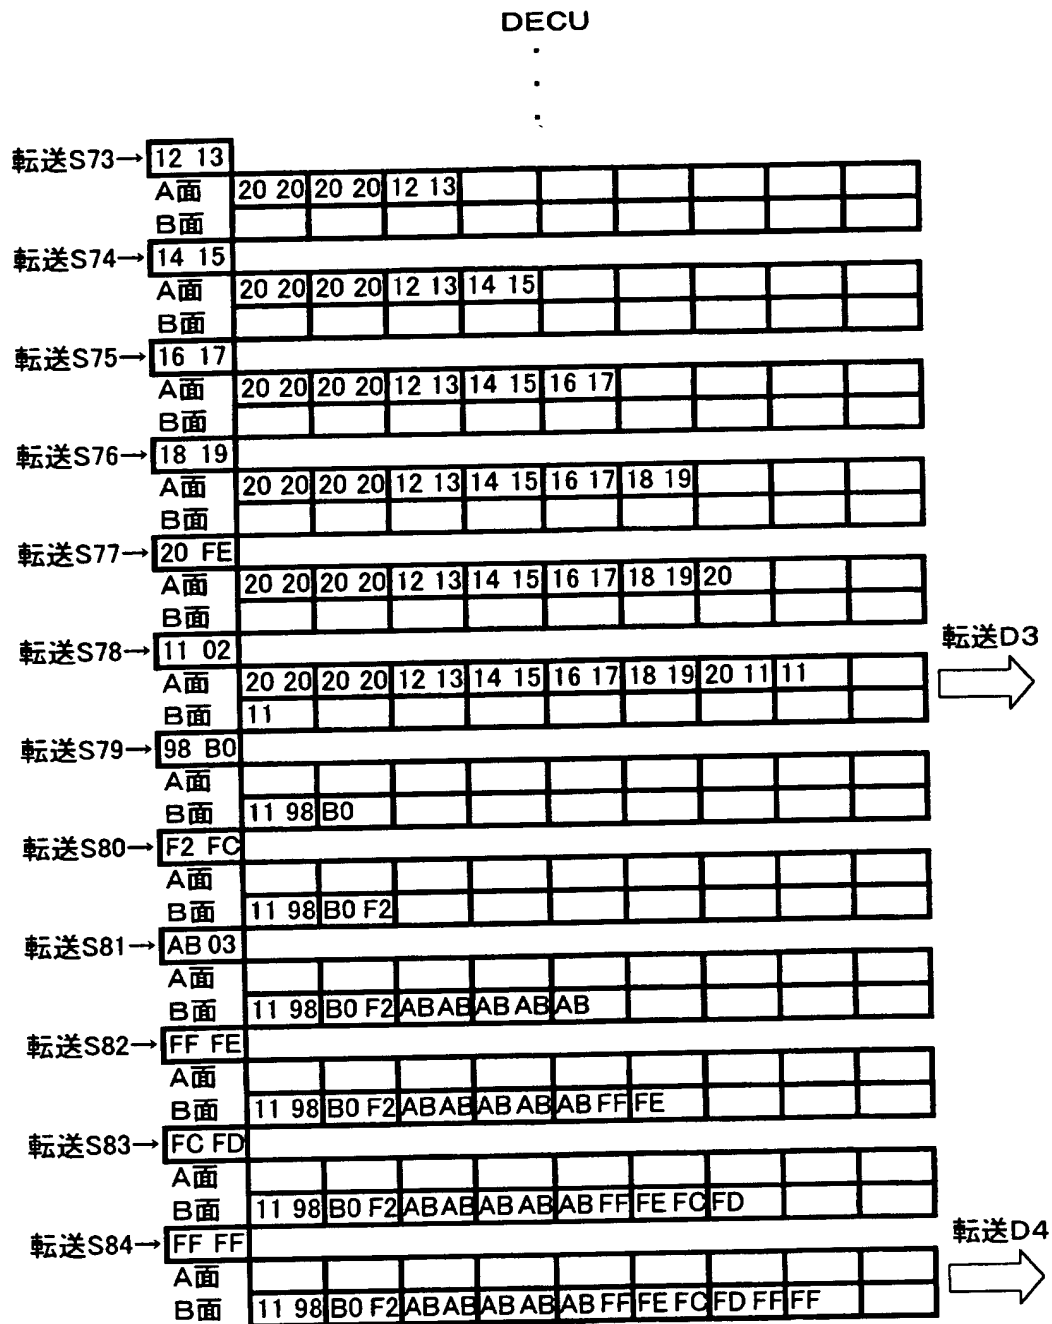 DECU
転送S73→ 12 13
A面 20 20 20 20 12 13
B面
転送S74→ 14 15
A面 20 20 20 20 12 13 14 15
B面
転送S75→ 16 17
A面 20 20 20 20 12 13 14 15 16 17
B面
転送S76→ 18 19
A面 20 20 20 20 12 13 14 15 16 17 18 19
B面
転送S77→ 20 FE
A面 20 20 20 20 12 13 14 15 16 17 18 19 20
B面
転送S78→ 11 02 転送D3
A面 20 20 20 20 12 13 14 15 16 17 18 19 20 11 11
B面 11
転送S79→ 98 B0
A面
B面 11 98 B0
転送S80→ F2 FC
A面
B面 11 98 B0 F2
転送S81→ AB 03
A面
B面 11 98 B0 F2 AB AB AB AB AB
転送S82→ FF FE
A面
B面 11 98 B0 F2 AB AB AB AB AB FF FE
転送S83→ FC FD
A面
B面 11 98 B0 F2 AB AB AB AB AB FF FE FC FD
転送S84→ FF FF 転送D4
A面
B面 11 98 B0 F2 AB AB AB AB AB FF FE FC FD FF FF